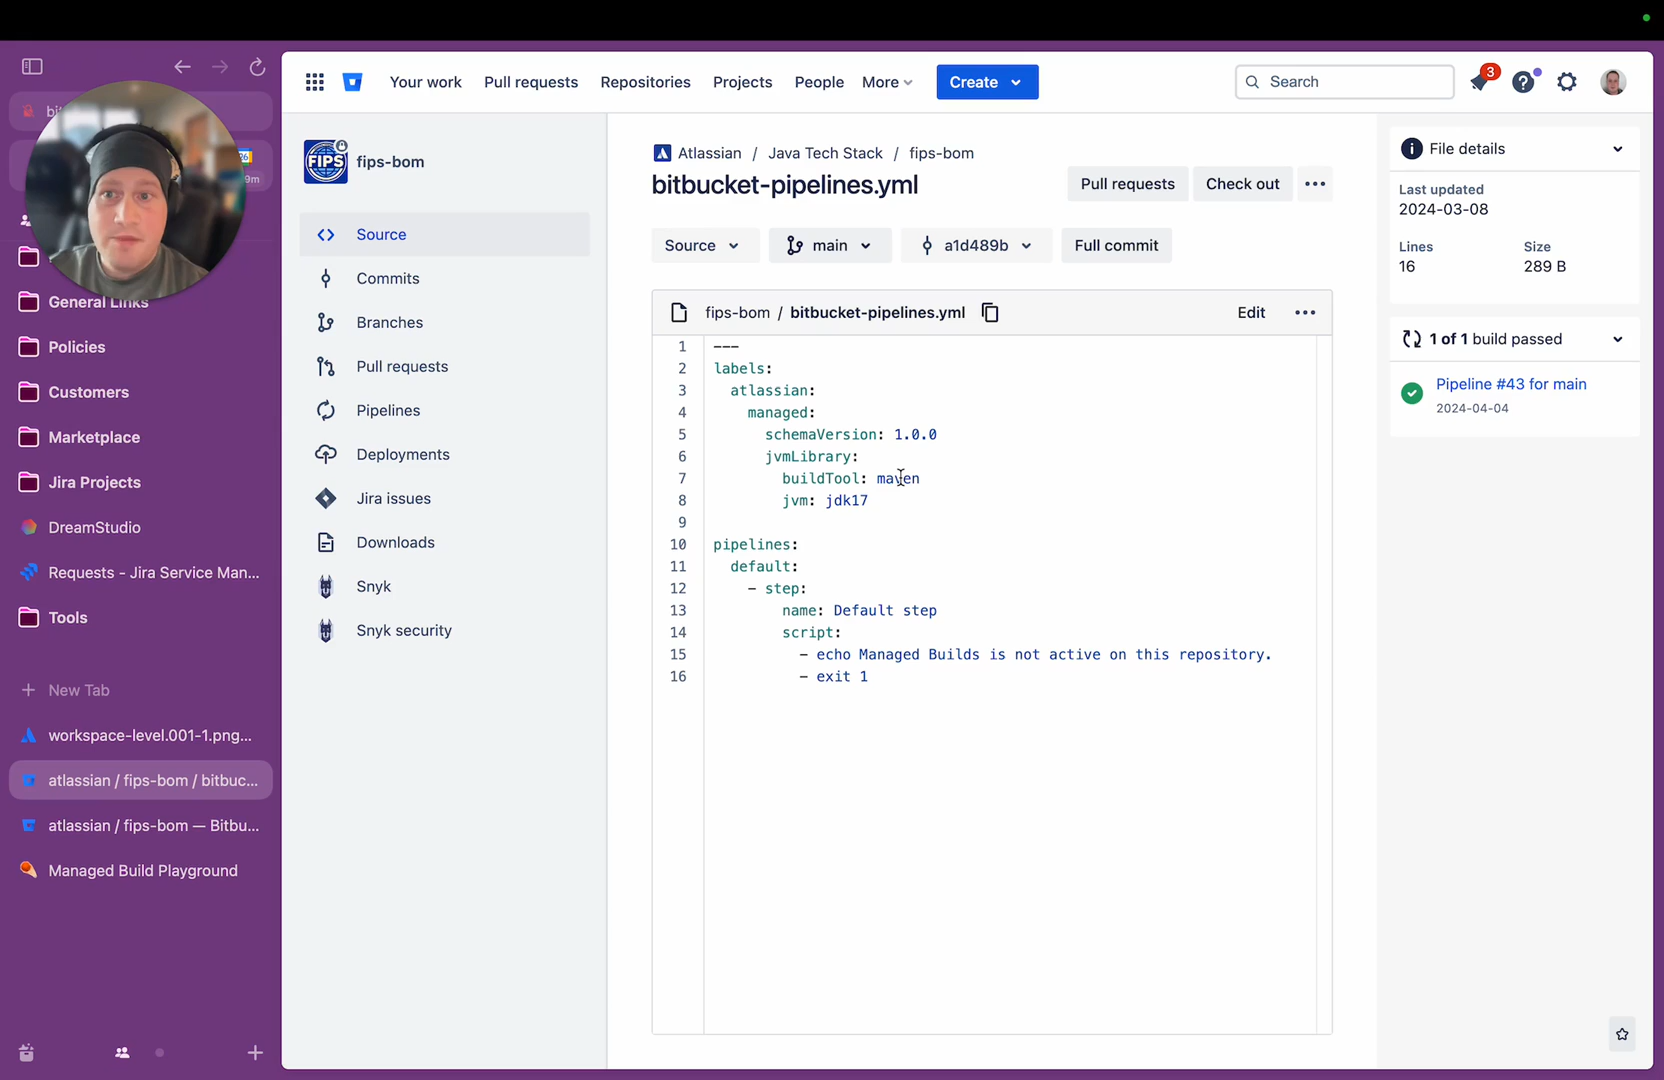 Your work
Pull requests
Repositories
Projects
People
More
Create
Search
3
bit
26
9m
General Links
Policies
Customers
Marketplace
Jira Projects
DreamStudio
Requests - Jira Service Man...
Tools
New Tab
workspace-level.001-1.png...
atlassian / fips-bom / bitbuc...
atlassian / fips-bom — Bitbu...
Managed Build Playground
FIPS
fips-bom
Source
Commits
Branches
Pull requests
Pipelines
Deployments
Jira issues
Downloads
Snyk
Snyk security
Atlassian / Java Tech Stack / fips-bom
bitbucket-pipelines.yml
Pull requests
Check out
Source
main
a1d489b
Full commit
fips-bom / bitbucket-pipelines.yml
Edit
1 ---
2 labels:
3 atlassian:
4 managed:
5 schemaVersion: 1.0.0
6 jvmLibrary:
7 buildTool: maven
8 jvm: jdk17
9
10 pipelines:
11 default:
12 - step:
13 name: Default step
14 script:
15 - echo Managed Builds is not active on this repository.
16 - exit 1
File details
Last updated
2024-03-08
Lines Size
16 289 B
1 of 1 build passed
Pipeline #43 for main
2024-04-04